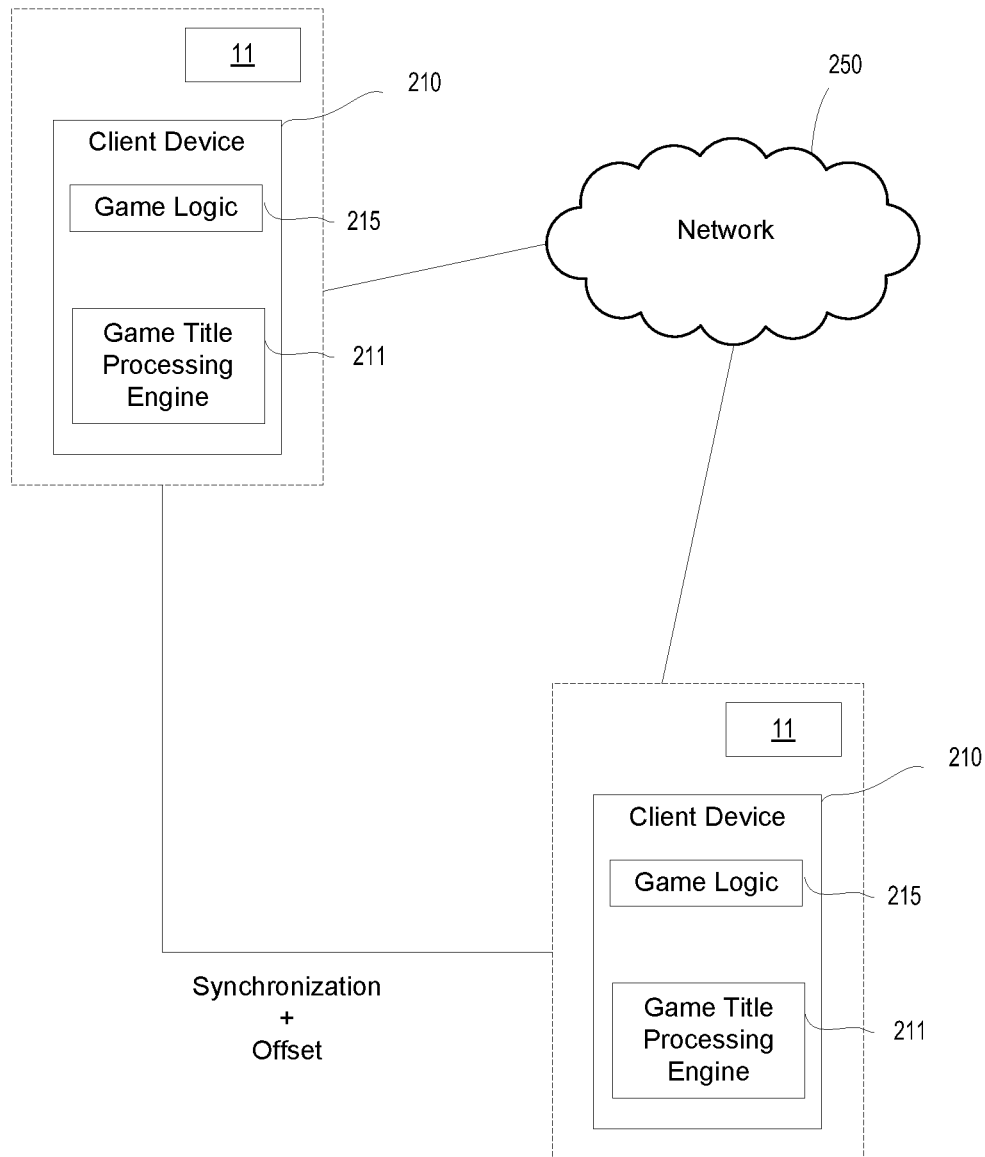 11
210
Client Device
Game Logic
215
Game Title
Processing
Engine
211
250
Network
11
210
Client Device
Game Logic
215
Game Title
Processing
Engine
211
Synchronization
+
Offset